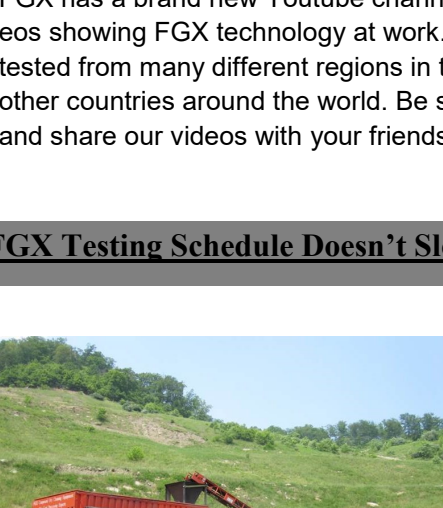 FGX has a brand new Youtube chann
eos showing FGX technology at work.
tested from many different regions in t
other countries around the world. Be s
and share our videos with your friends
FGX Testing Schedule Doesn’t Sl